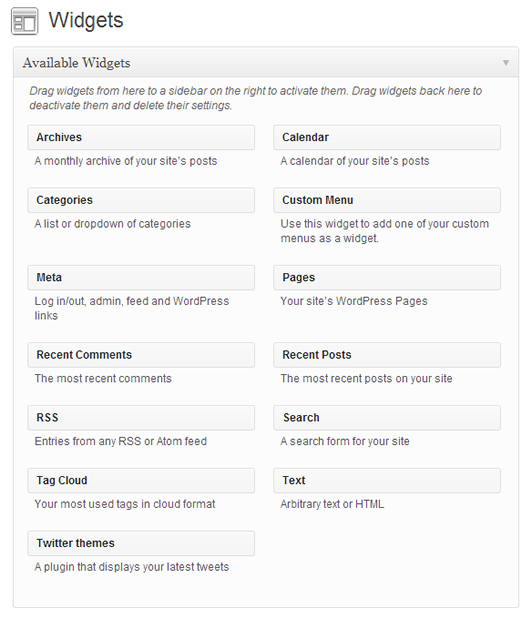 Widgets
Available Widgets
Drag widgets from here to a sidebar on the right to activate them. Drag widgets back here to
deactivate them and delete their settings.
Archives
A monthly archive of your site's posts
Calendar
A calendar of your site's posts
Categories
A list or dropdown of categories
Custom Menu
Use this widget to add one of your custom
menus as a widget.
Meta
Log in/out, admin, feed and WordPress
links
Pages
Your site's WordPress Pages
Recent Comments
The most recent comments
Recent Posts
The most recent posts on your site
RSS
Entries from any RSS or Atom feed
Search
A search form for your site
Tag Cloud
Your most used tags in cloud format
Text
Arbitrary text or HTML
Twitter themes
A plugin that displays your latest tweets